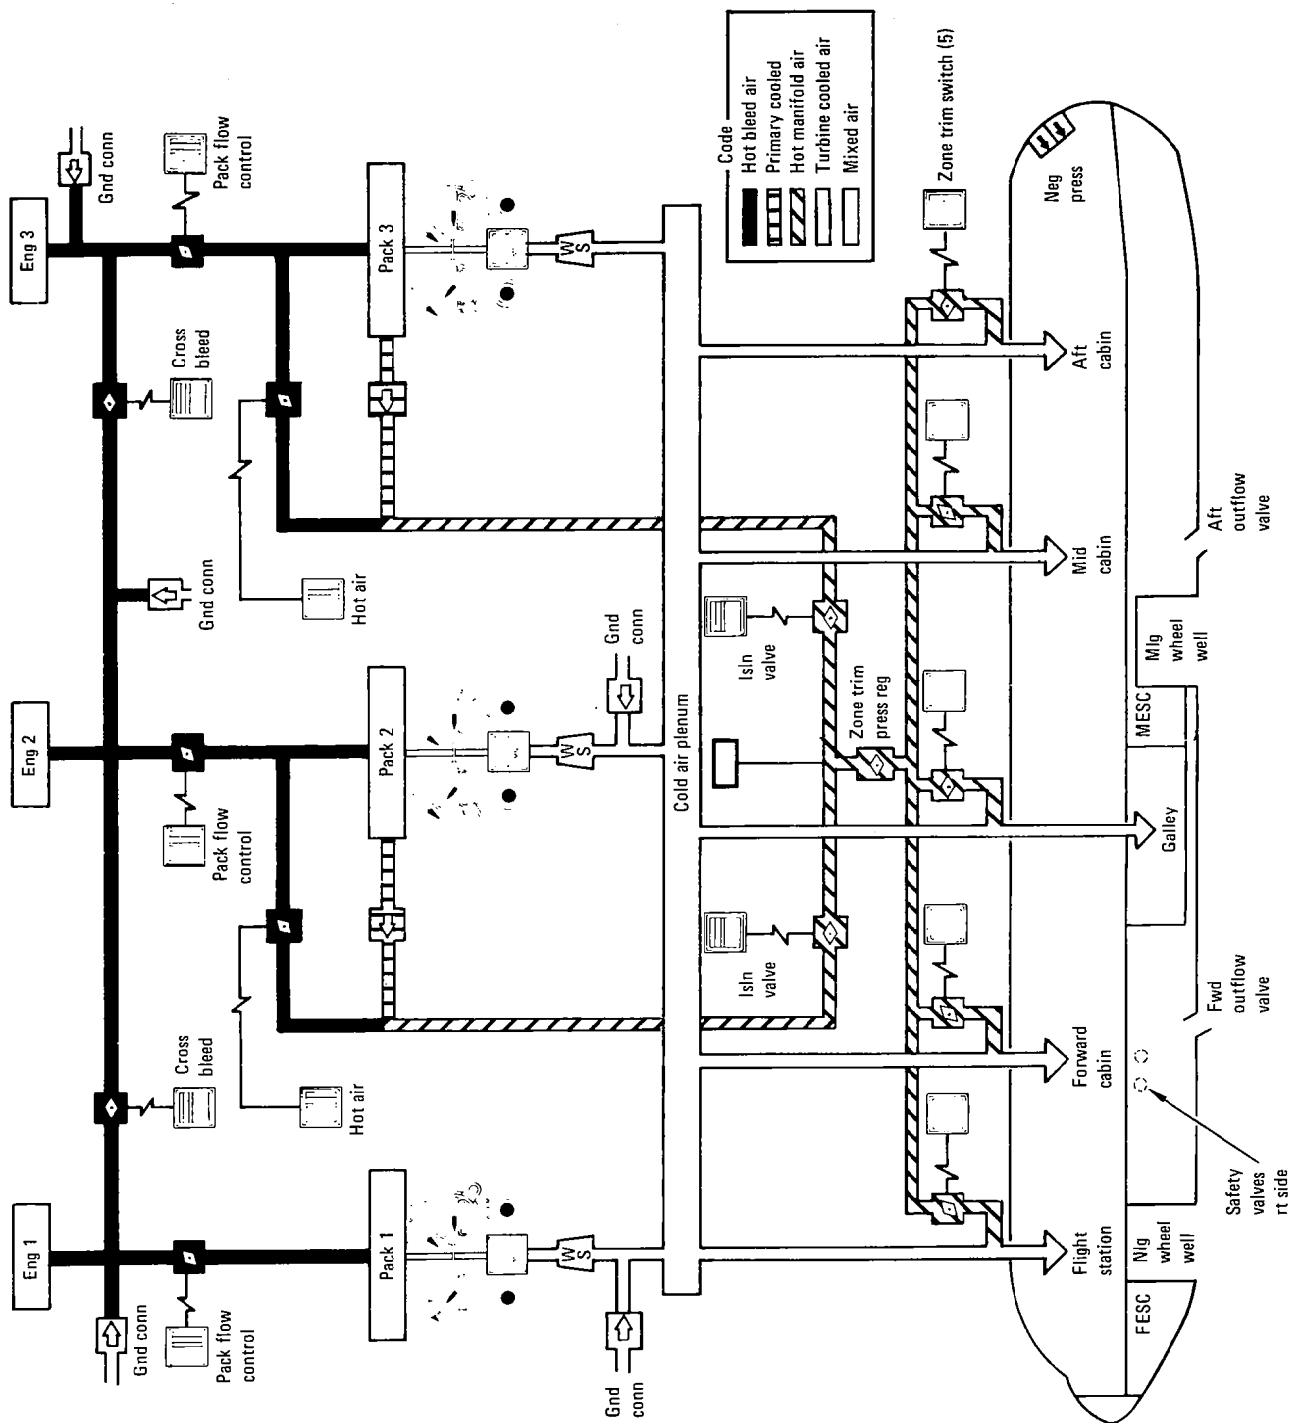 Eng 1
Eng 2
Eng 3
Gnd conn
Gnd conn
Gnd conn
Pack flow
control
Pack flow
control
Pack flow
control
Cross
bleed
Cross
bleed
Hot air
Hot air
Pack 1
Pack 2
Pack 3
W
S
W
S
W
S
Gnd
conn
Gnd
conn
Cold air plenum
Code
Hot bleed air
Primary cooled
Hot manifold air
Turbine cooled air
Mixed air
Isln
valve
Isln
valve
Zone trim
press reg
Zone trim switch (5)
Flight
station
Forward
cabin
Galley
Mid
cabin
Aft
cabin
Neg
press
FESC
Nlg
wheel
well
MESC
Mlg
wheel
well
Safety
valves
rt side
Fwd
outflow
valve
Aft
outflow
valve